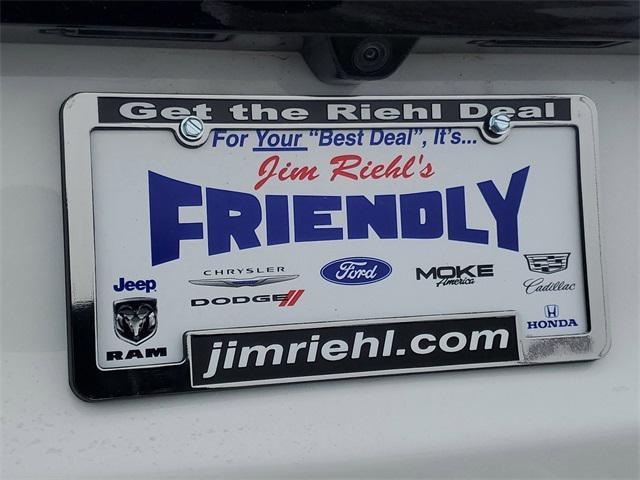 Get the Riehl Deal
For Your "Best Deal", It's...
Jim Riehl's
FRIENDLY
Jeep
RAM
CHRYSLER
DODGE
Ford
MOKE
America
Cadillac
HONDA
jimriehl.com